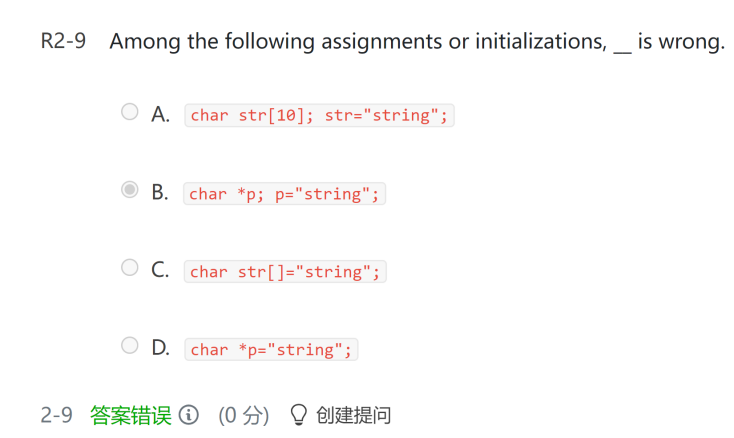 R2-9 Among the following assignments or initializations, __ is wrong.
A. char str[10]; str="string";
B. char *p; p="string";
C. char str[]="string";
D. char *p="string";
2-9 答案错误 (0 分) 创建提问